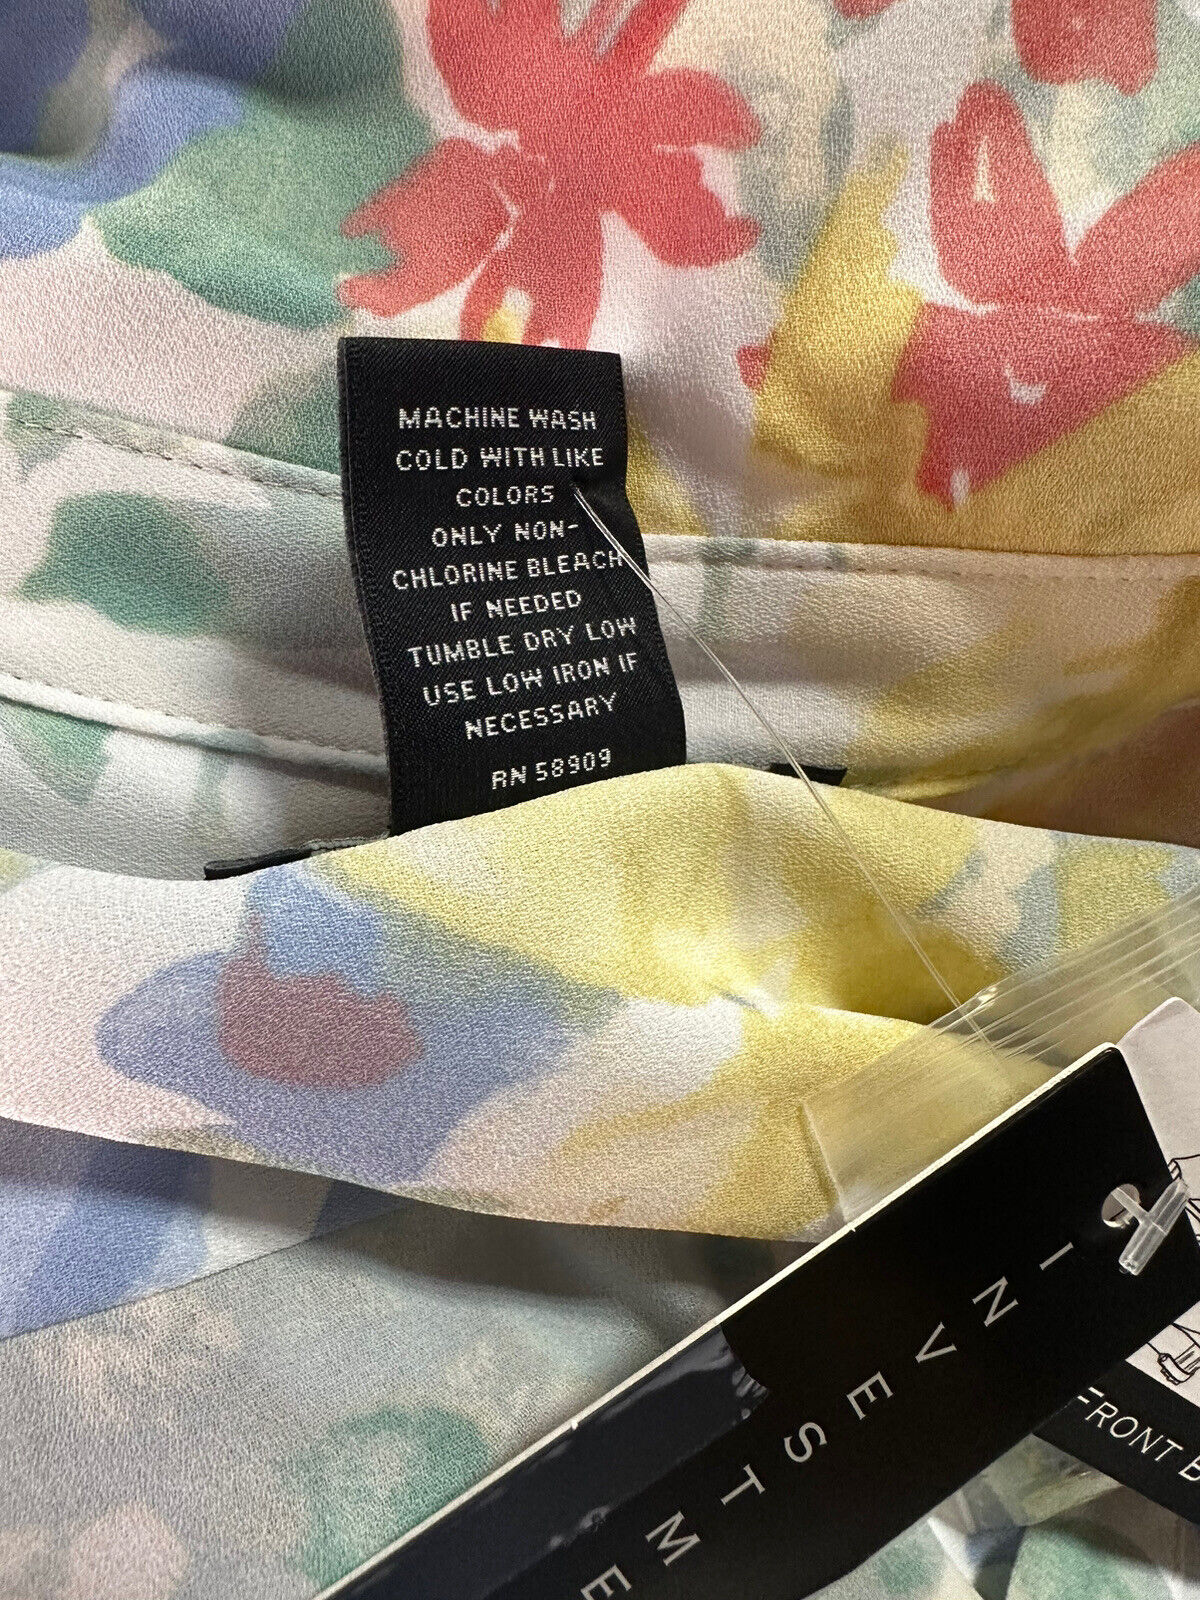 MACHINE WASH
COLD WITH LIKE
COLORS
ONLY NON-
CHLORINE BLEACH
IF NEEDED
TUMBLE DRY LOW
USE LOW IRON IF
NECESSARY
RN 58909
INVESTME
FRONT B